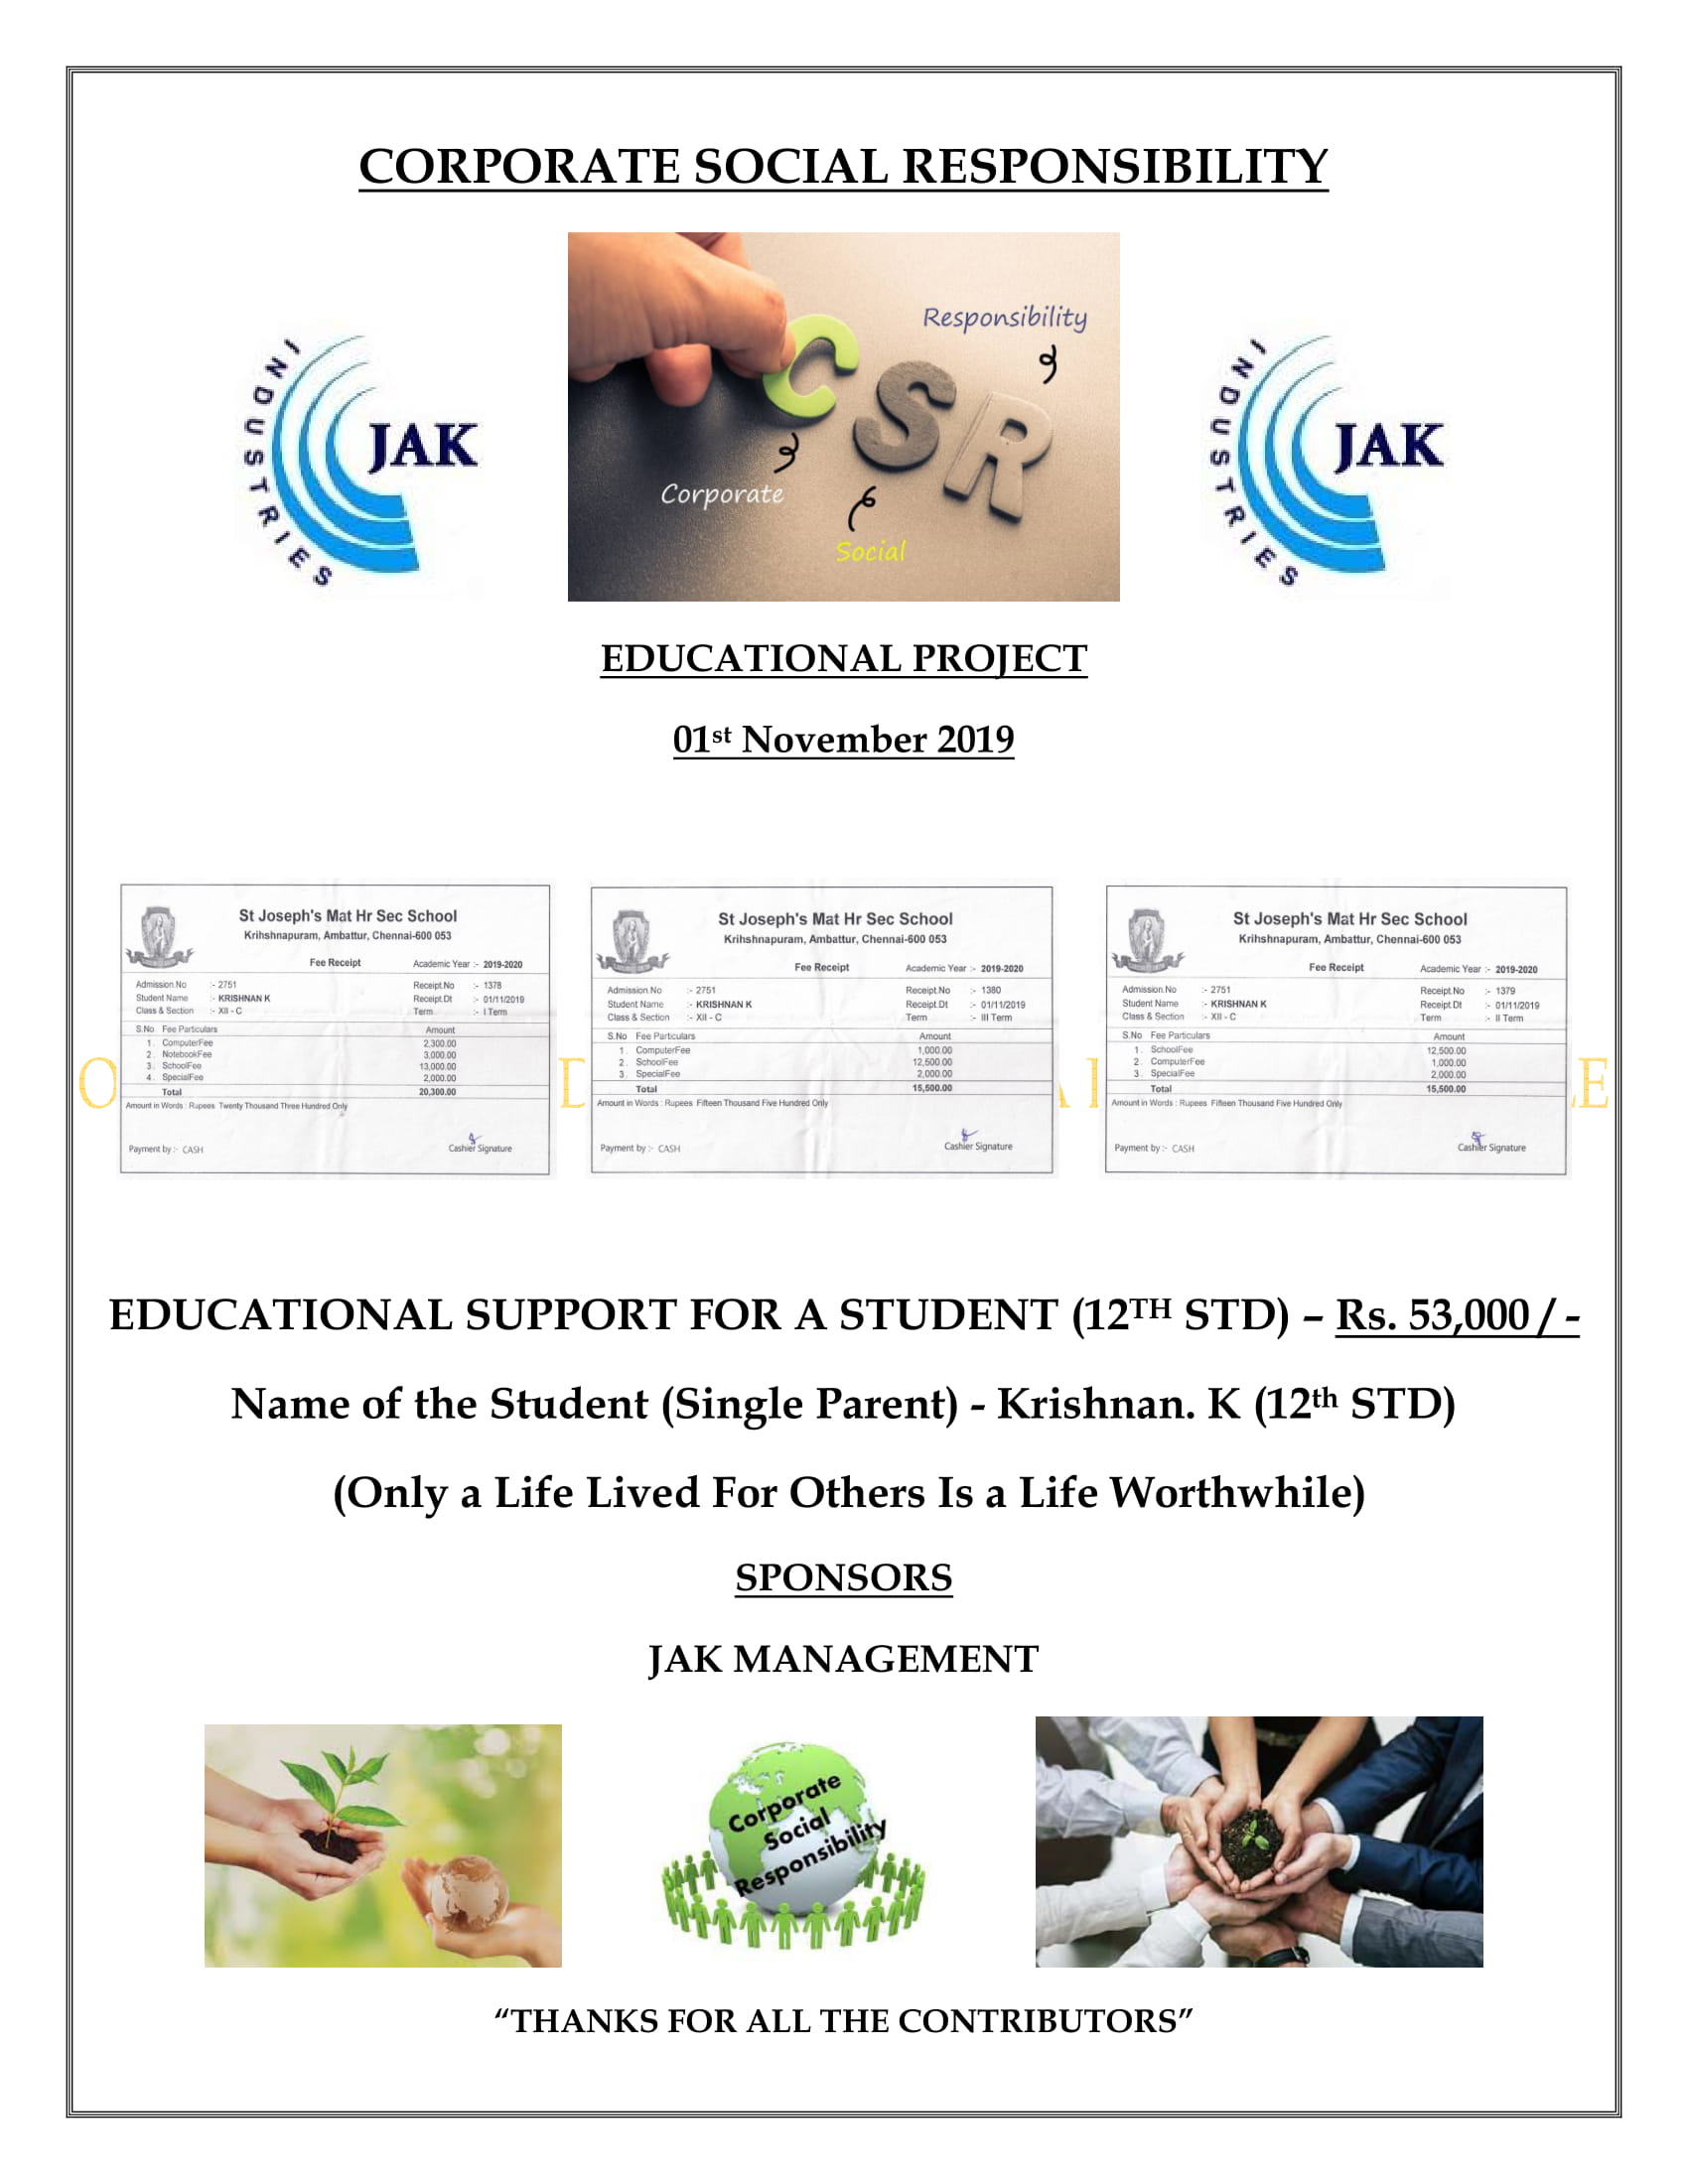 CORPORATE SOCIAL RESPONSIBILITY
INDUSTRIES
JAK
CSR
Responsibility
Corporate
Social
INDUSTRIES
JAK
EDUCATIONAL PROJECT
01st November 2019
St Joseph's Mat Hr Sec School
Krihshnapuram, Ambattur, Chennai-600 053
Fee Receipt Academic Year :- 2019-2020
Admission.No :- 2751 Receipt.No :- 1378
Student Name :- KRISHNAN K Receipt.Dt :- 01/11/2019
Class & Section :- XII - C Term :- I Term
S.No Fee Particulars Amount
1. ComputerFee 2,300.00
2. NotebookFee 3,000.00
3. SchoolFee 13,000.00
4. SpecialFee 2,000.00
Total 20,300.00
Amount in Words : Rupees Twenty Thousand Three Hundred Only
Payment by :- CASH Cashier Signature
St Joseph's Mat Hr Sec School
Krihshnapuram, Ambattur, Chennai-600 053
Fee Receipt Academic Year :- 2019-2020
Admission.No :- 2751 Receipt.No :- 1380
Student Name :- KRISHNAN K Receipt.Dt :- 01/11/2019
Class & Section :- XII - C Term :- III Term
S.No Fee Particulars Amount
1. ComputerFee 1,000.00
2. SchoolFee 12,500.00
3. SpecialFee 2,000.00
Total 15,500.00
Amount in Words : Rupees Fifteen Thousand Five Hundred Only
Payment by :- CASH Cashier Signature
St Joseph's Mat Hr Sec School
Krihshnapuram, Ambattur, Chennai-600 053
Fee Receipt Academic Year :- 2019-2020
Admission.No :- 2751 Receipt.No :- 1379
Student Name :- KRISHNAN K Receipt.Dt :- 01/11/2019
Class & Section :- XII - C Term :- II Term
S.No Fee Particulars Amount
1. SchoolFee 12,500.00
2. ComputerFee 1,000.00
3. SpecialFee 2,000.00
Total 15,500.00
Amount in Words : Rupees Fifteen Thousand Five Hundred Only
Payment by :- CASH Cashier Signature
EDUCATIONAL SUPPORT FOR A STUDENT (12TH STD) – Rs. 53,000/-
Name of the Student (Single Parent) - Krishnan. K (12th STD)
(Only a Life Lived For Others Is a Life Worthwhile)
SPONSORS
JAK MANAGEMENT
Corporate
Social
Responsibility
“THANKS FOR ALL THE CONTRIBUTORS”